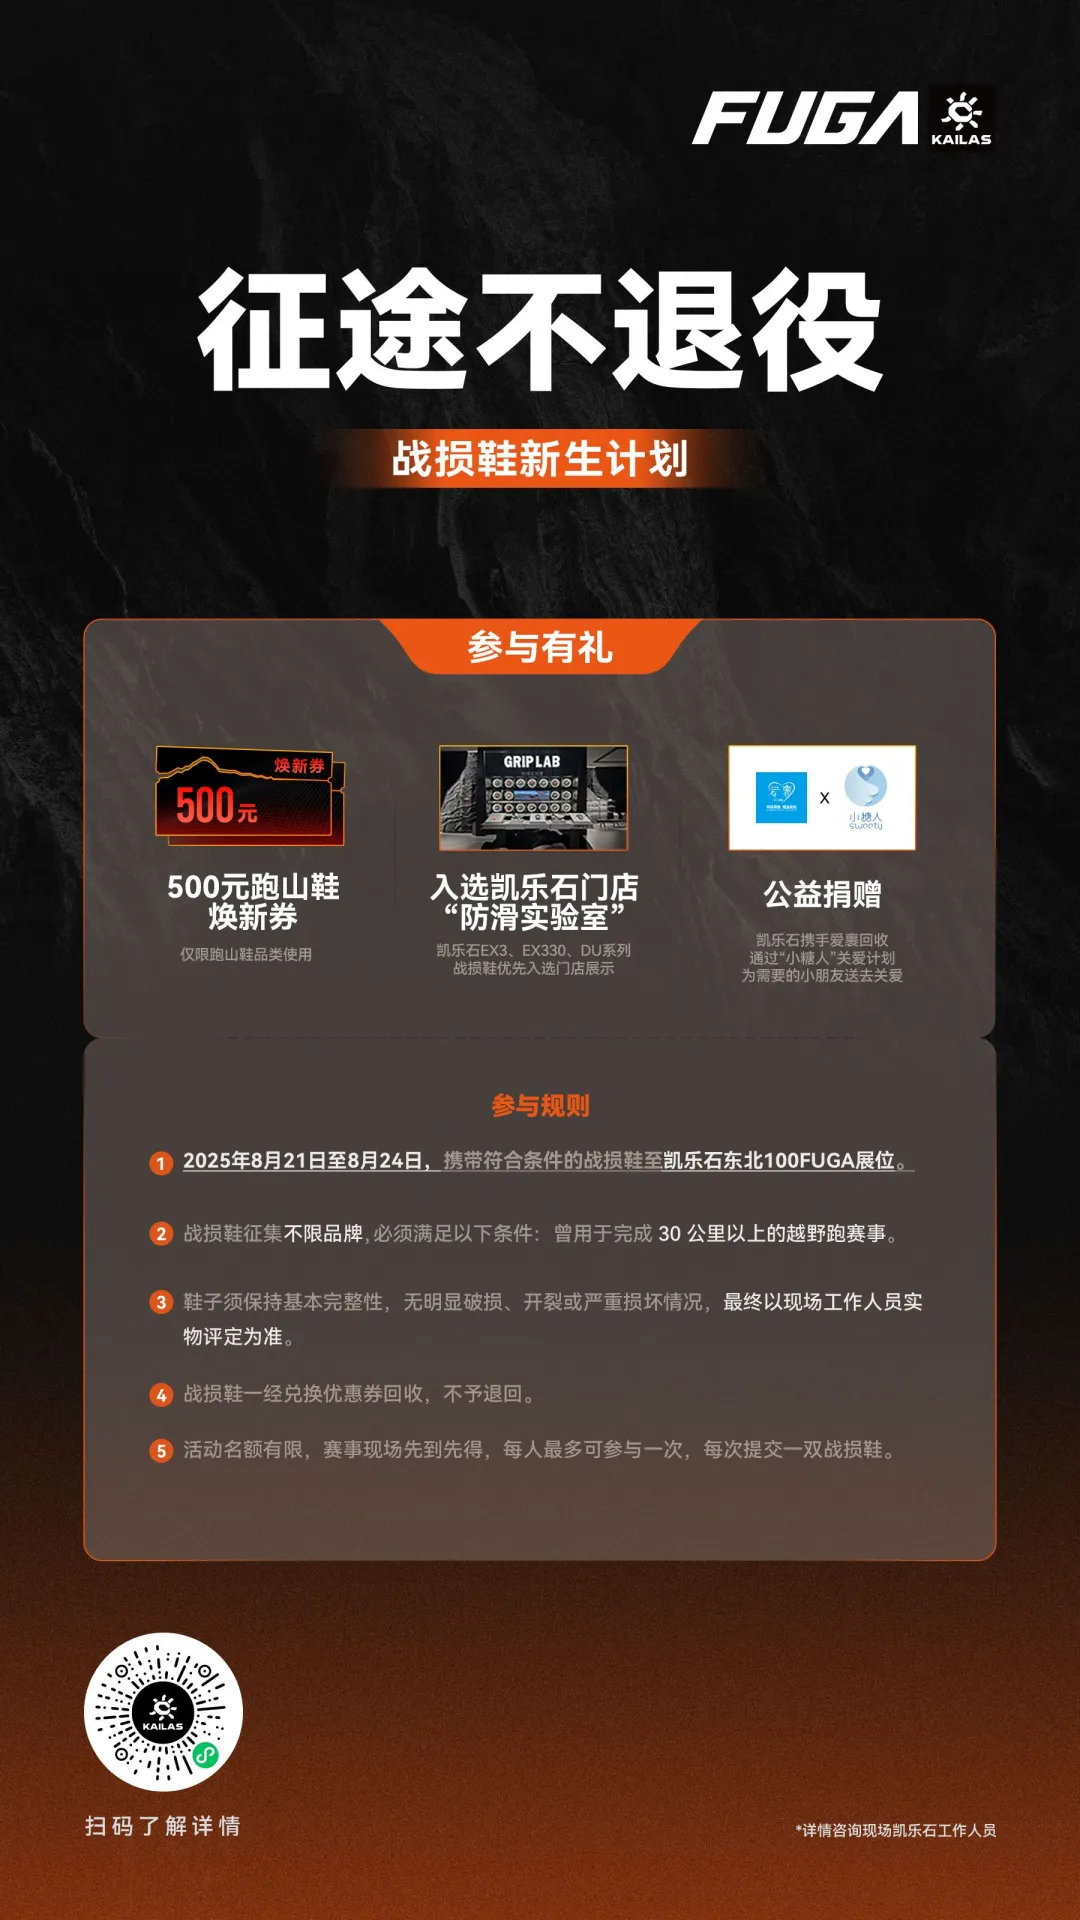 FUGA
KAILAS
征途不退役
战损鞋新生计划
参与有礼
焕新券
500元
GRIPLAB
X
小糖人
sweety
500元跑山鞋
焕新券
仅限跑山鞋品类使用
入选凯乐石门店
“防滑实验室”
凯乐石EX3、EX330、DU系列
战损鞋优先入选门店展示
公益捐赠
凯乐石携手爱裹回收
通过“小糖人”关爱计划
为需要的小朋友送去关爱
参与规则
1 2025年8月21日至8月24日，携带符合条件的战损鞋至凯乐石东北100FUGA展位。
2 战损鞋征集不限品牌，必须满足以下条件：曾用于完成 30 公里以上的越野跑赛事。
3 鞋子须保持基本完整性，无明显破损、开裂或严重损坏情况，最终以现场工作人员实
物评定为准。
4 战损鞋一经兑换优惠券回收，不予退回。
5 活动名额有限，赛事现场先到先得，每人最多可参与一次，每次提交一双战损鞋。
KAILAS
扫码了解详情
*详情咨询现场凯乐石工作人员